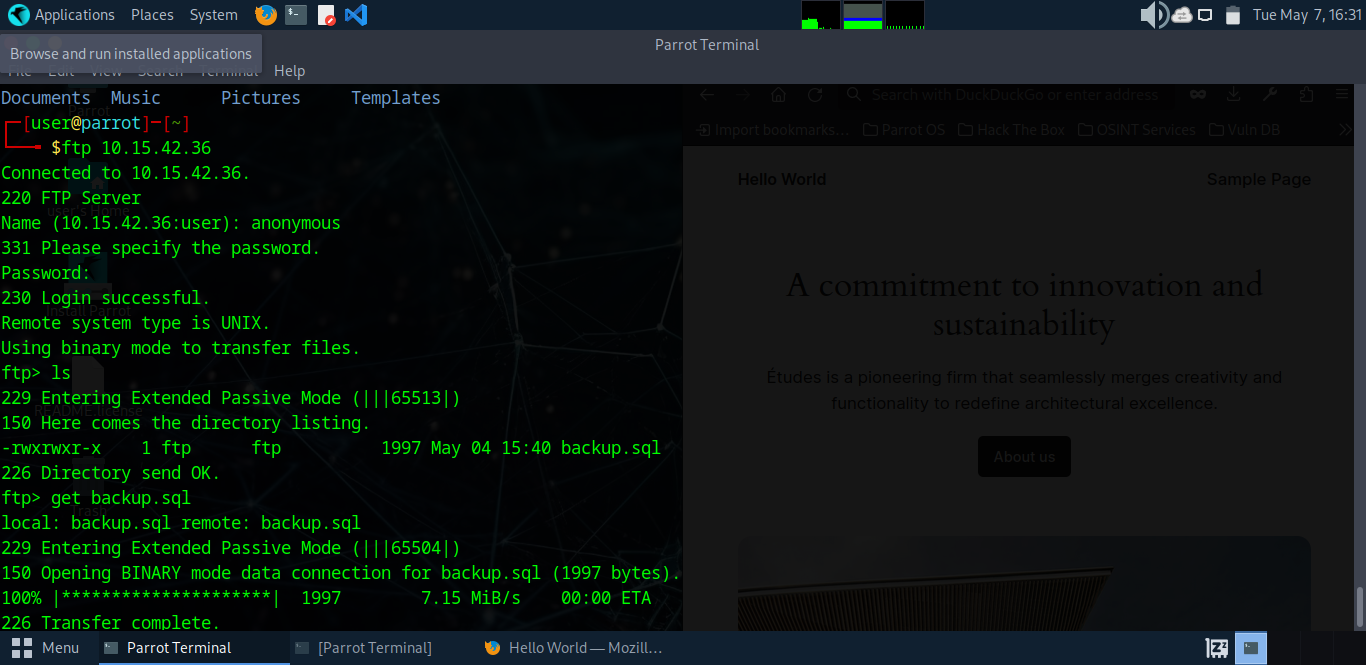 Applications Places System Tue May 7, 16:31
Parrot Terminal
Browse and run installed applications
File Edit View Search Terminal Help
Documents Music Pictures Templates
┌─[user@parrot]─[~]
└──╼ $ftp 10.15.42.36
Connected to 10.15.42.36.
220 FTP Server
Name (10.15.42.36:user): anonymous
331 Please specify the password.
Password:
230 Login successful.
Remote system type is UNIX.
Using binary mode to transfer files.
ftp> ls
229 Entering Extended Passive Mode (|||65513|)
150 Here comes the directory listing.
-rwxrwxr-x 1 ftp ftp 1997 May 04 15:40 backup.sql
226 Directory send OK.
ftp> get backup.sql
local: backup.sql remote: backup.sql
229 Entering Extended Passive Mode (|||65504|)
150 Opening BINARY mode data connection for backup.sql (1997 bytes).
100% |*********************| 1997 7.15 MiB/s 00:00 ETA
226 Transfer complete.
Parrot
user's Home
Install Parrot
README.license
Trash
Search with DuckDuckGo or enter address
Import bookmarks... Parrot OS Hack The Box OSINT Services Vuln DB
Hello World Sample Page
A commitment to innovation and
sustainability
Études is a pioneering firm that seamlessly merges creativity and
functionality to redefine architectural excellence.
About us
Menu Parrot Terminal [Parrot Terminal] Hello World — Mozill...